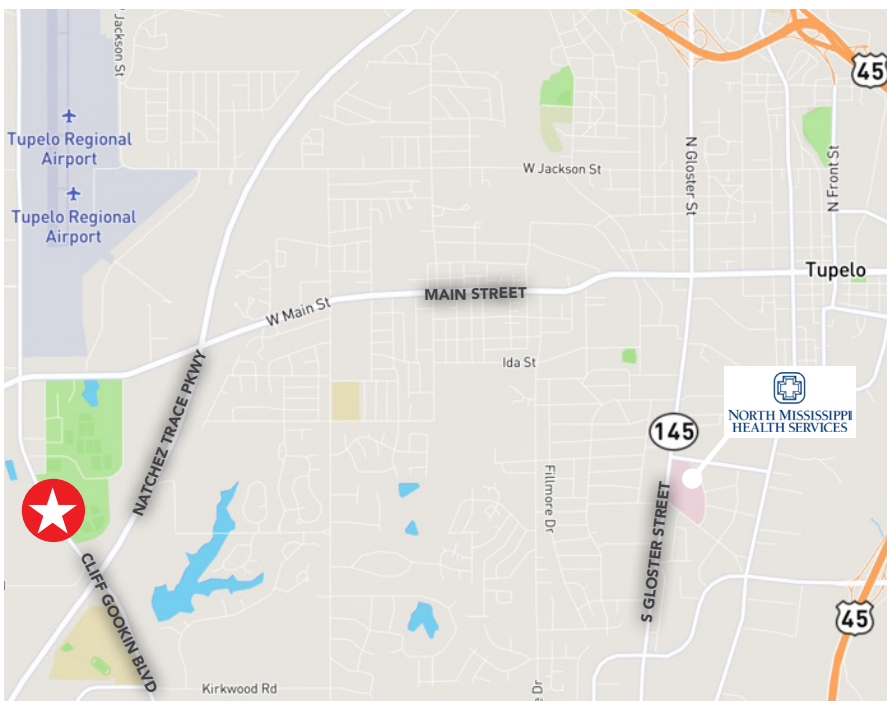 W
Jackson St
45
Tupelo Regional
Airport
W Jackson St
N Gloster St
N Front St
Tupelo Regional
Airport
Tupelo
MAIN STREET
W Main St
Ida St
NATCHEZ TRACE PKWY
NORTH MISSISSIPPI
HEALTH SERVICES
145
Fillmore Dr
S GLOSTER STREET
CLIFF GOOKIN BLVD
45
Kirkwood Rd
Dr